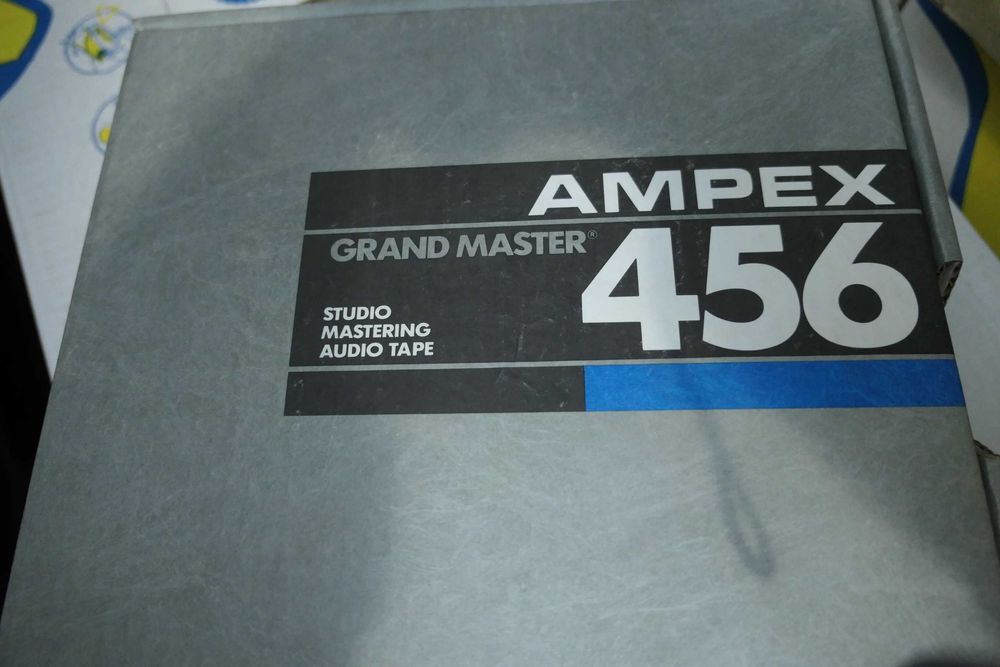 AMPEX
GRAND MASTER® 456
STUDIO
MASTERING
AUDIO TAPE